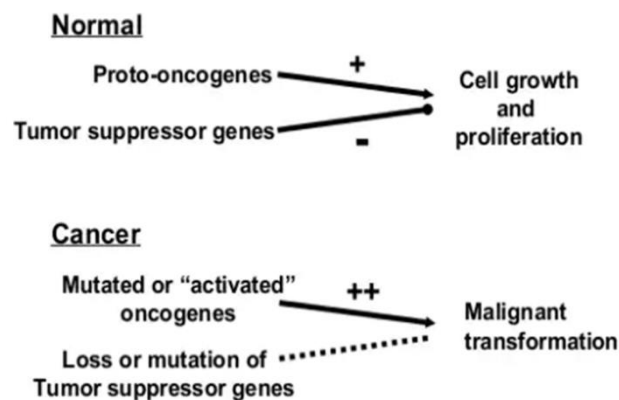 Normal
Proto-oncogenes
+
Cell growth
and
proliferation
Tumor suppressor genes
-
Cancer
Mutated or “activated”
oncogenes
++
Malignant
transformation
Loss or mutation of
Tumor suppressor genes